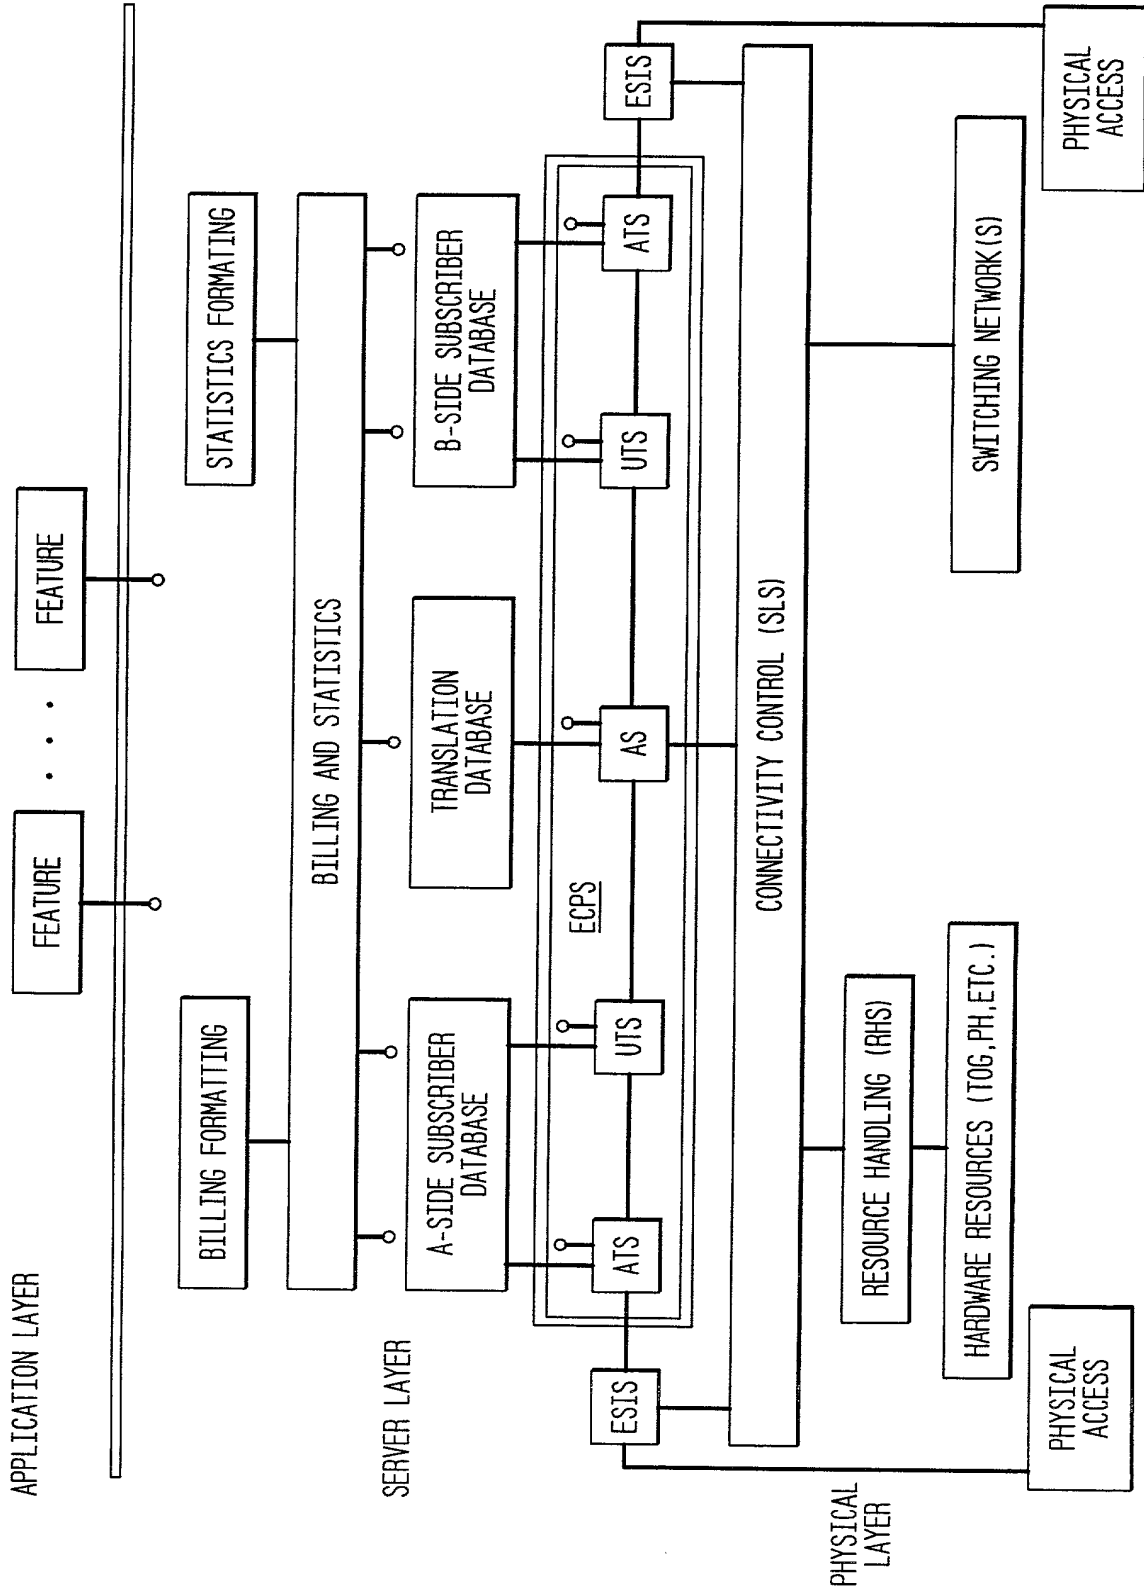 APPLICATION LAYER
FEATURE
. . .
FEATURE
BILLING FORMATTING
STATISTICS FORMATING
BILLING AND STATISTICS
SERVER LAYER
A-SIDE SUBSCRIBER
DATABASE
TRANSLATION
DATABASE
B-SIDE SUBSCRIBER
DATABASE
ECPS
ESIS
ATS
UTS
AS
UTS
ATS
ESIS
CONNECTIVITY CONTROL (SLS)
PHYSICAL
LAYER
RESOURCE HANDLING (RHS)
HARDWARE RESOURCES (TOG,PH,ETC.)
SWITCHING NETWORK(S)
PHYSICAL
ACCESS
PHYSICAL
ACCESS